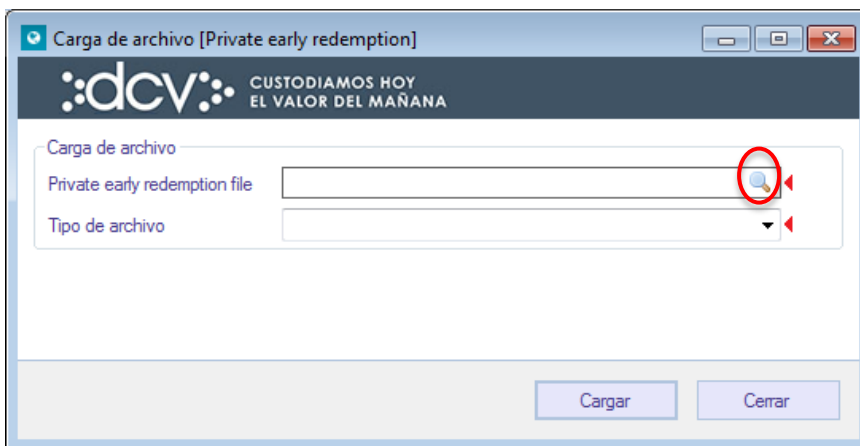 Carga de archivo [Private early redemption]
dcv CUSTODIAMOS HOY
EL VALOR DEL MAÑANA
Carga de archivo
Private early redemption file
Tipo de archivo
Cargar Cerrar